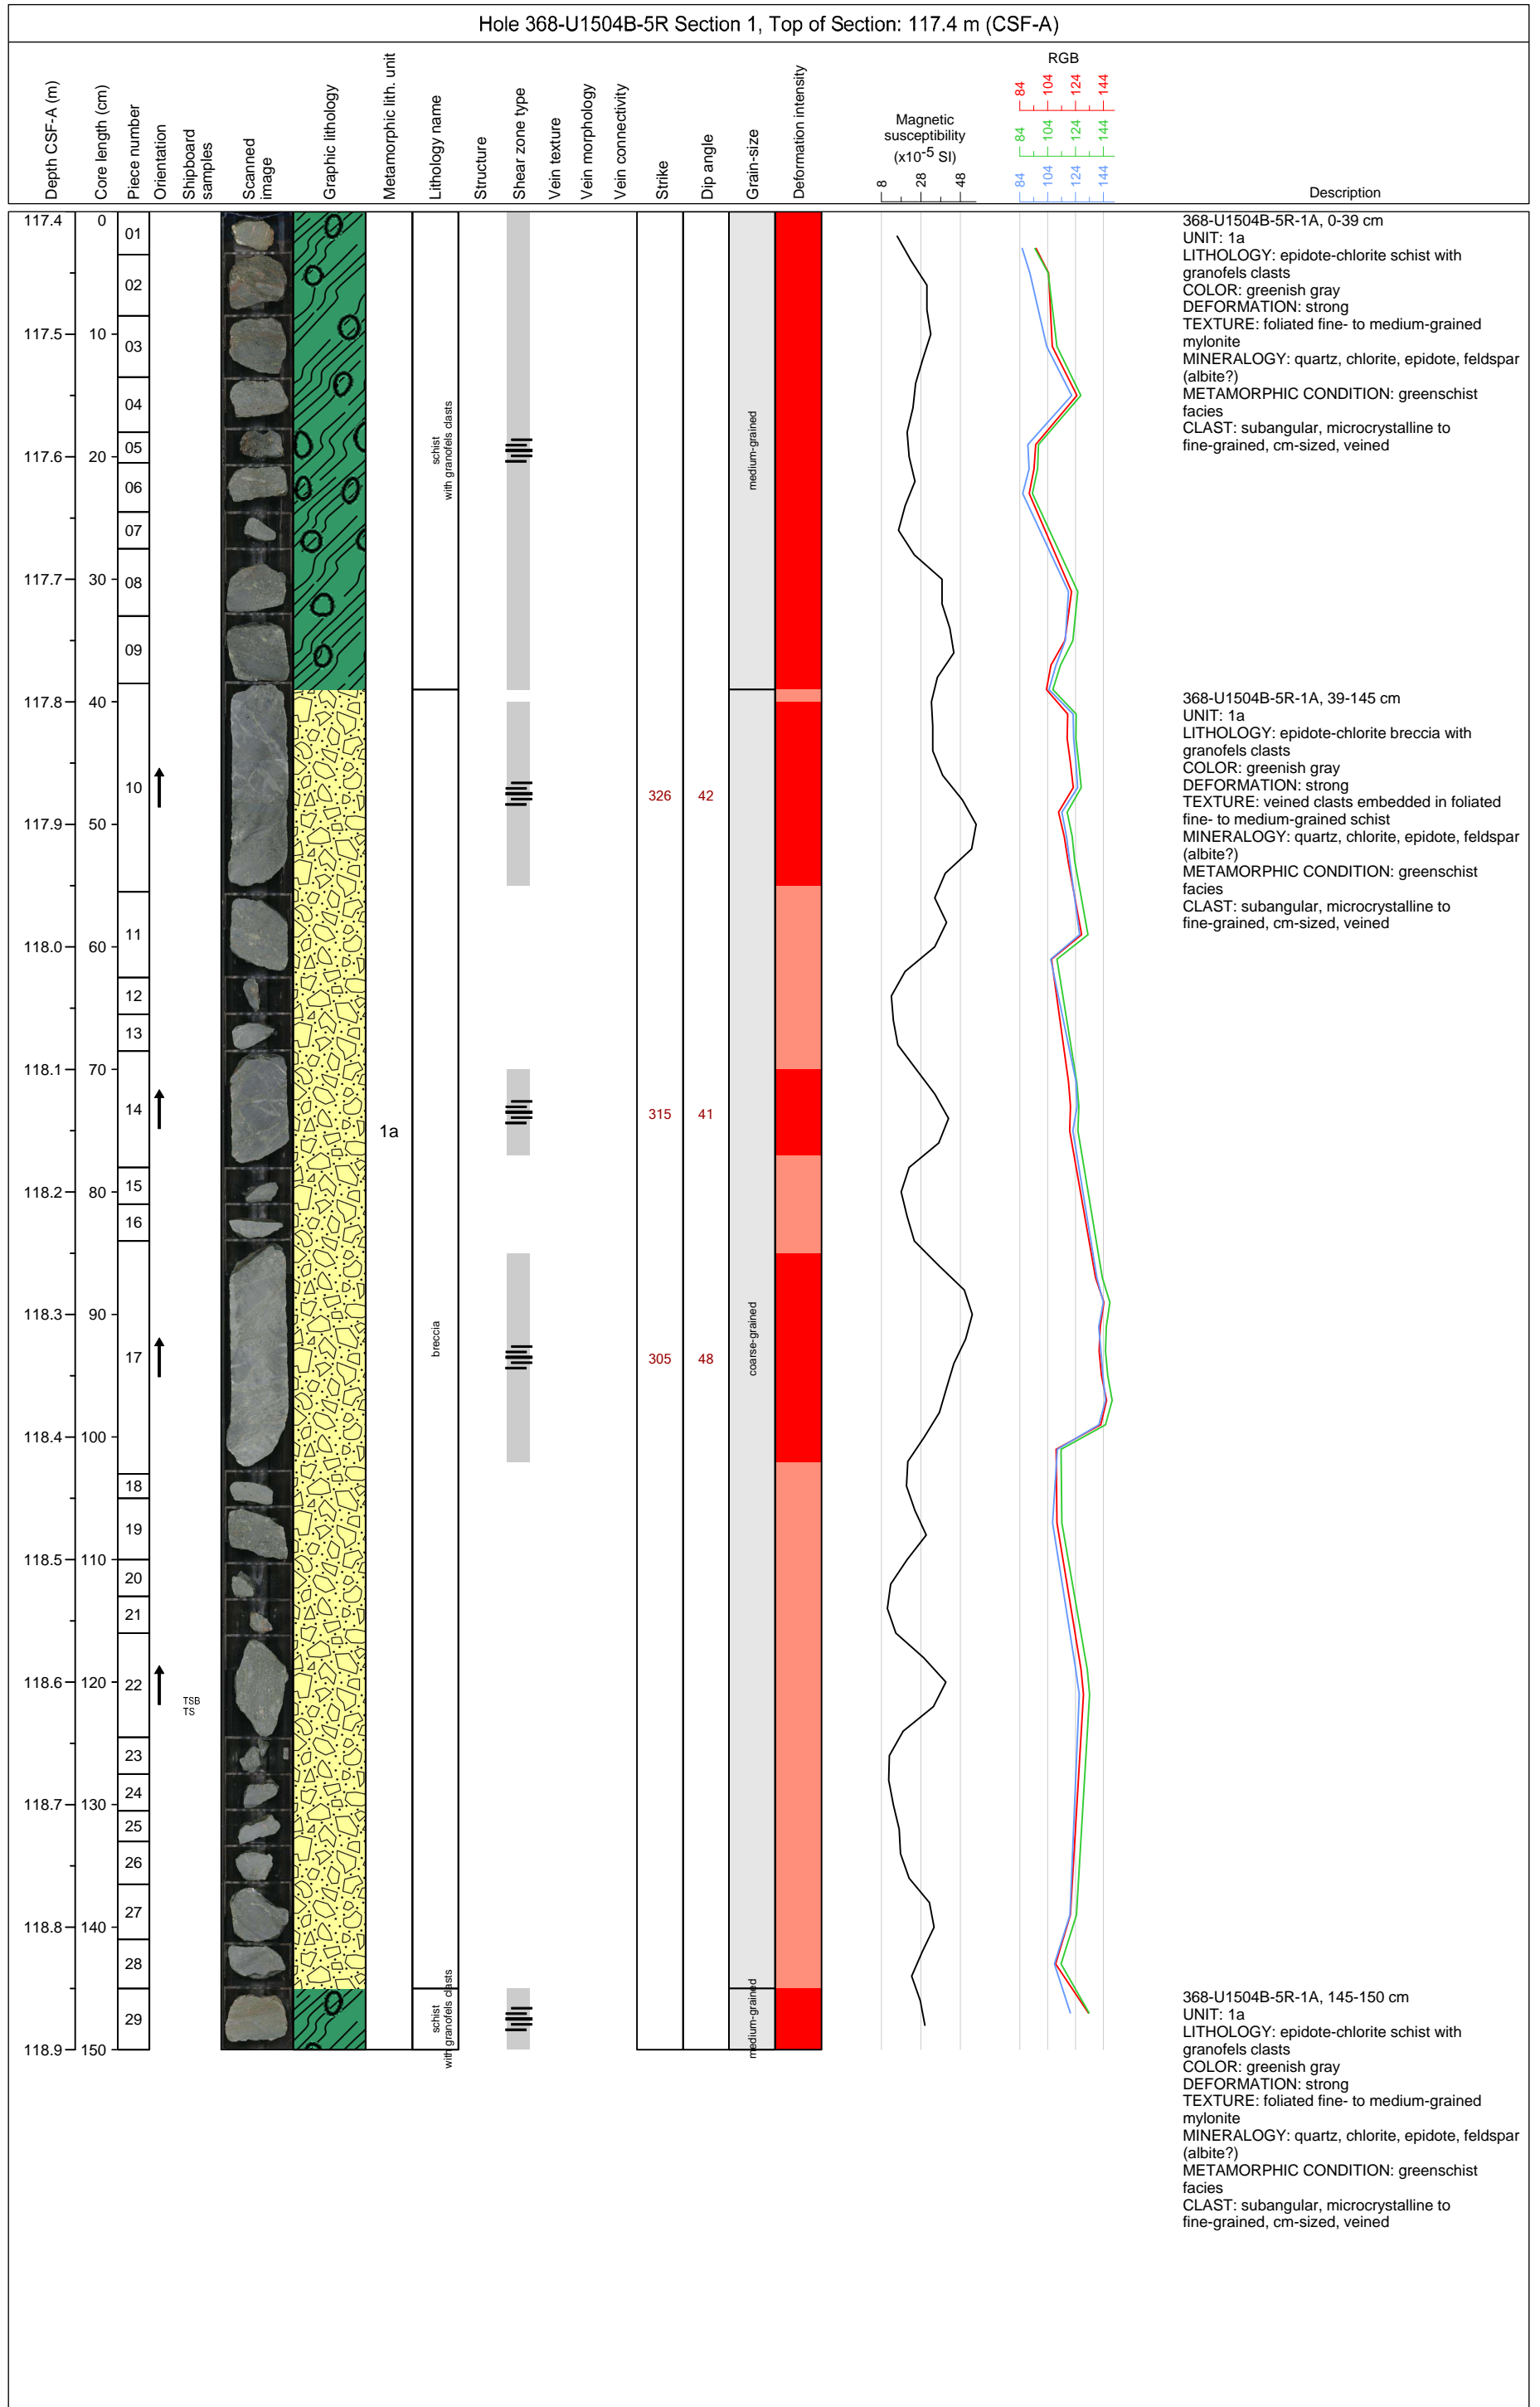 Hole 368-U1504B-5R Section 1, Top of Section: 117.4 m (CSF-A)
Depth CSF-A (m)
Core length (cm)
Piece number
Orientation
Shipboard
samples
Scanned
image
Graphic lithology
Metamorphic lith. unit
Lithology name
Structure
Shear zone type
Vein texture
Vein morphology
Vein connectivity
Strike
Dip angle
Grain-size
Deformation intensity
Magnetic
susceptibility
(x10-5 SI)
8 28 48
RGB
84 104 124 144
84 104 124 144
84 104 124 144
Description
117.4
117.5
117.6
117.7
117.8
117.9
118.0
118.1
118.2
118.3
118.4
118.5
118.6
118.7
118.8
118.9
0
10
20
30
40
50
60
70
80
90
100
110
120
130
140
150
01
02
03
04
05
06
07
08
09
10
11
12
13
14
15
16
17
18
19
20
21
22
23
24
25
26
27
28
29
TSB
TS
1a
schist
with granofels clasts
breccia
schist
with granofels clasts
326 42
315 41
305 48
medium-grained
coarse-grained
medium-grained
368-U1504B-5R-1A, 0-39 cm
UNIT: 1a
LITHOLOGY: epidote-chlorite schist with
granofels clasts
COLOR: greenish gray
DEFORMATION: strong
TEXTURE: foliated fine- to medium-grained
mylonite
MINERALOGY: quartz, chlorite, epidote, feldspar
(albite?)
METAMORPHIC CONDITION: greenschist
facies
CLAST: subangular, microcrystalline to
fine-grained, cm-sized, veined
368-U1504B-5R-1A, 39-145 cm
UNIT: 1a
LITHOLOGY: epidote-chlorite breccia with
granofels clasts
COLOR: greenish gray
DEFORMATION: strong
TEXTURE: veined clasts embedded in foliated
fine- to medium-grained schist
MINERALOGY: quartz, chlorite, epidote, feldspar
(albite?)
METAMORPHIC CONDITION: greenschist
facies
CLAST: subangular, microcrystalline to
fine-grained, cm-sized, veined
368-U1504B-5R-1A, 145-150 cm
UNIT: 1a
LITHOLOGY: epidote-chlorite schist with
granofels clasts
COLOR: greenish gray
DEFORMATION: strong
TEXTURE: foliated fine- to medium-grained
mylonite
MINERALOGY: quartz, chlorite, epidote, feldspar
(albite?)
METAMORPHIC CONDITION: greenschist
facies
CLAST: subangular, microcrystalline to
fine-grained, cm-sized, veined